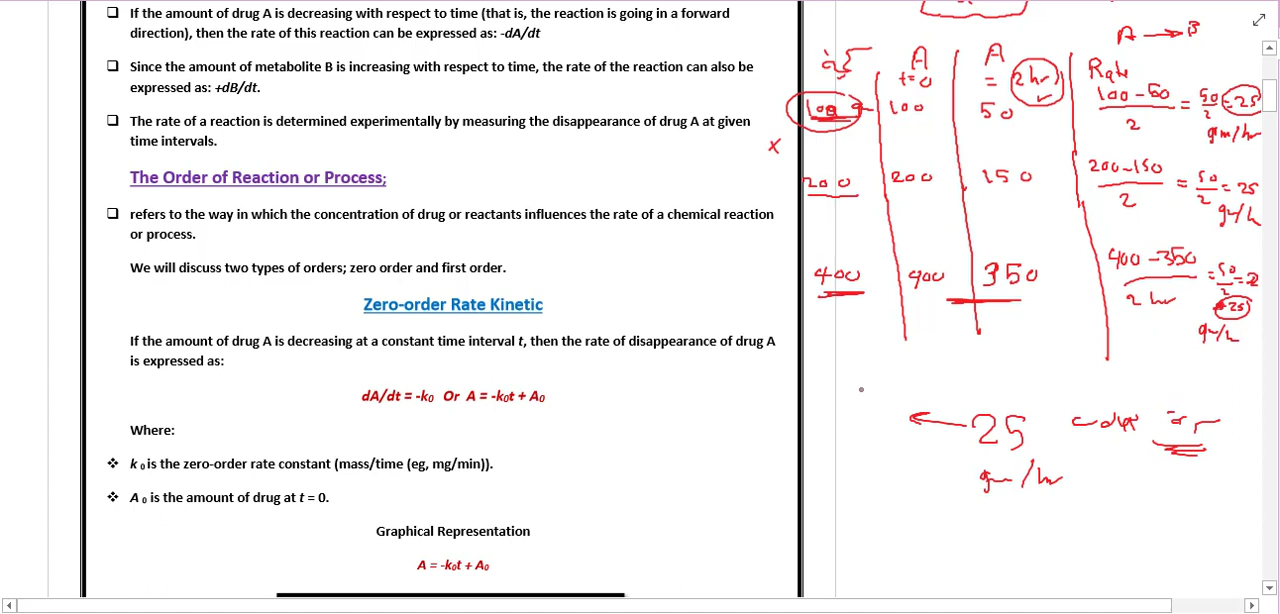 ❑ If the amount of drug A is decreasing with respect to time (that is, the reaction is going in a forward
direction), then the rate of this reaction can be expressed as: -dA/dt
❑ Since the amount of metabolite B is increasing with respect to time, the rate of the reaction can also be
expressed as: +dB/dt.
❑ The rate of a reaction is determined experimentally by measuring the disappearance of drug A at given
time intervals.
The Order of Reaction or Process;
❑ refers to the way in which the concentration of drug or reactants influences the rate of a chemical reaction
or process.
We will discuss two types of orders; zero order and first order.
Zero-order Rate Kinetic
If the amount of drug A is decreasing at a constant time interval t, then the rate of disappearance of drug A
is expressed as:
dA/dt = -k₀ Or A = -k₀t + A₀
Where:
❖ k ₀ is the zero-order rate constant (mass/time (eg, mg/min)).
❖ A ₀ is the amount of drug at t = 0.
Graphical Representation
A = -k₀t + A₀
A → B
A A Rate
t=0 = 2 hr
100 100 50 100 - 50 / 2 = 50/2 = 25
gm/hr
x
200 200 150 200-150 / 2 = 50/2 = 25
gr/h
400 400 350 400 - 350 / 2 hr = 50/2 = 2
25
gr/h
← 25
gm/hr